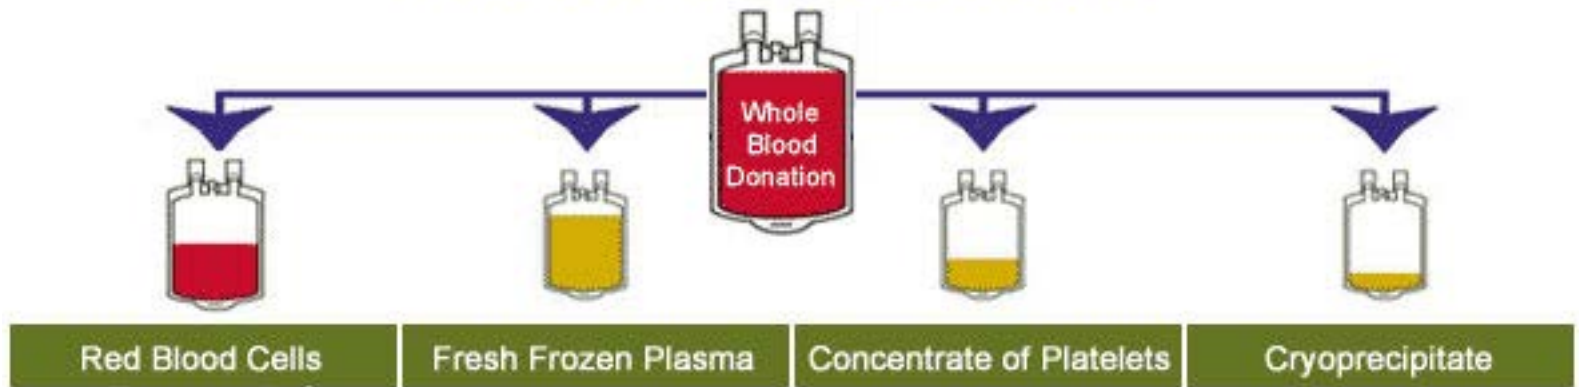 Whole
Blood
Donation
Red Blood Cells
Fresh Frozen Plasma
Concentrate of Platelets
Cryoprecipitate